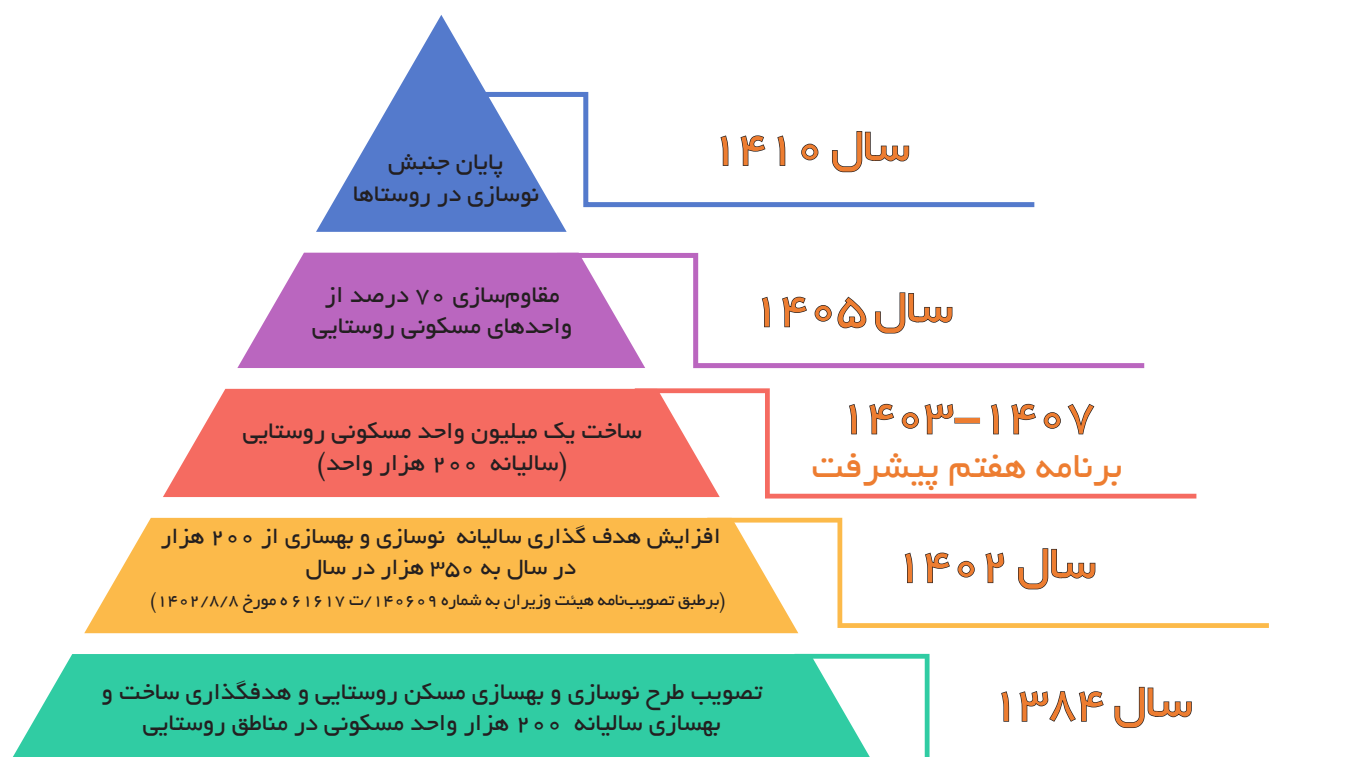 پایان جنبش
نوسازی در روستاها
سال ۱۴۱۰
مقاوم‌سازی ۷۰ درصد از
واحدهای مسکونی روستایی
سال ۱۴۰۵
ساخت یک میلیون واحد مسکونی روستایی
(سالیانه ۲۰۰ هزار واحد)
۱۴۰۳-۱۴۰۷
برنامه هفتم پیشرفت
افزایش هدف گذاری سالیانه نوسازی و بهسازی از ۲۰۰ هزار
در سال به ۳۵۰ هزار در سال
(برطبق تصویب‌نامه هیئت وزیران به شماره ۱۴۰۶۰۹/ت ۶۱۶۱۷ ه مورخ ۱۴۰۲/۸/۸)
سال ۱۴۰۲
تصویب طرح نوسازی و بهسازی مسکن روستایی و هدفگذاری ساخت و
بهسازی سالیانه ۲۰۰ هزار واحد مسکونی در مناطق روستایی
سال ۱۳۸۴